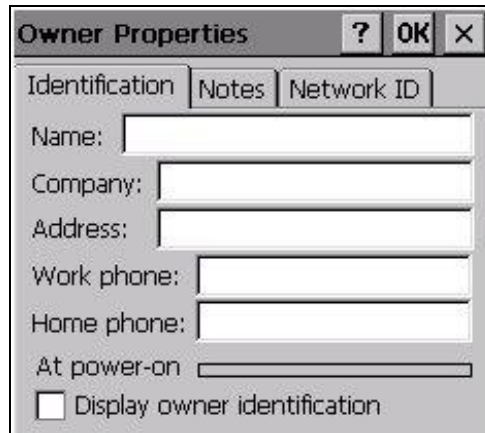 Owner Properties ? OK ×
Identification Notes Network ID
Name:
Company:
Address:
Work phone:
Home phone:
At power-on
Display owner identification